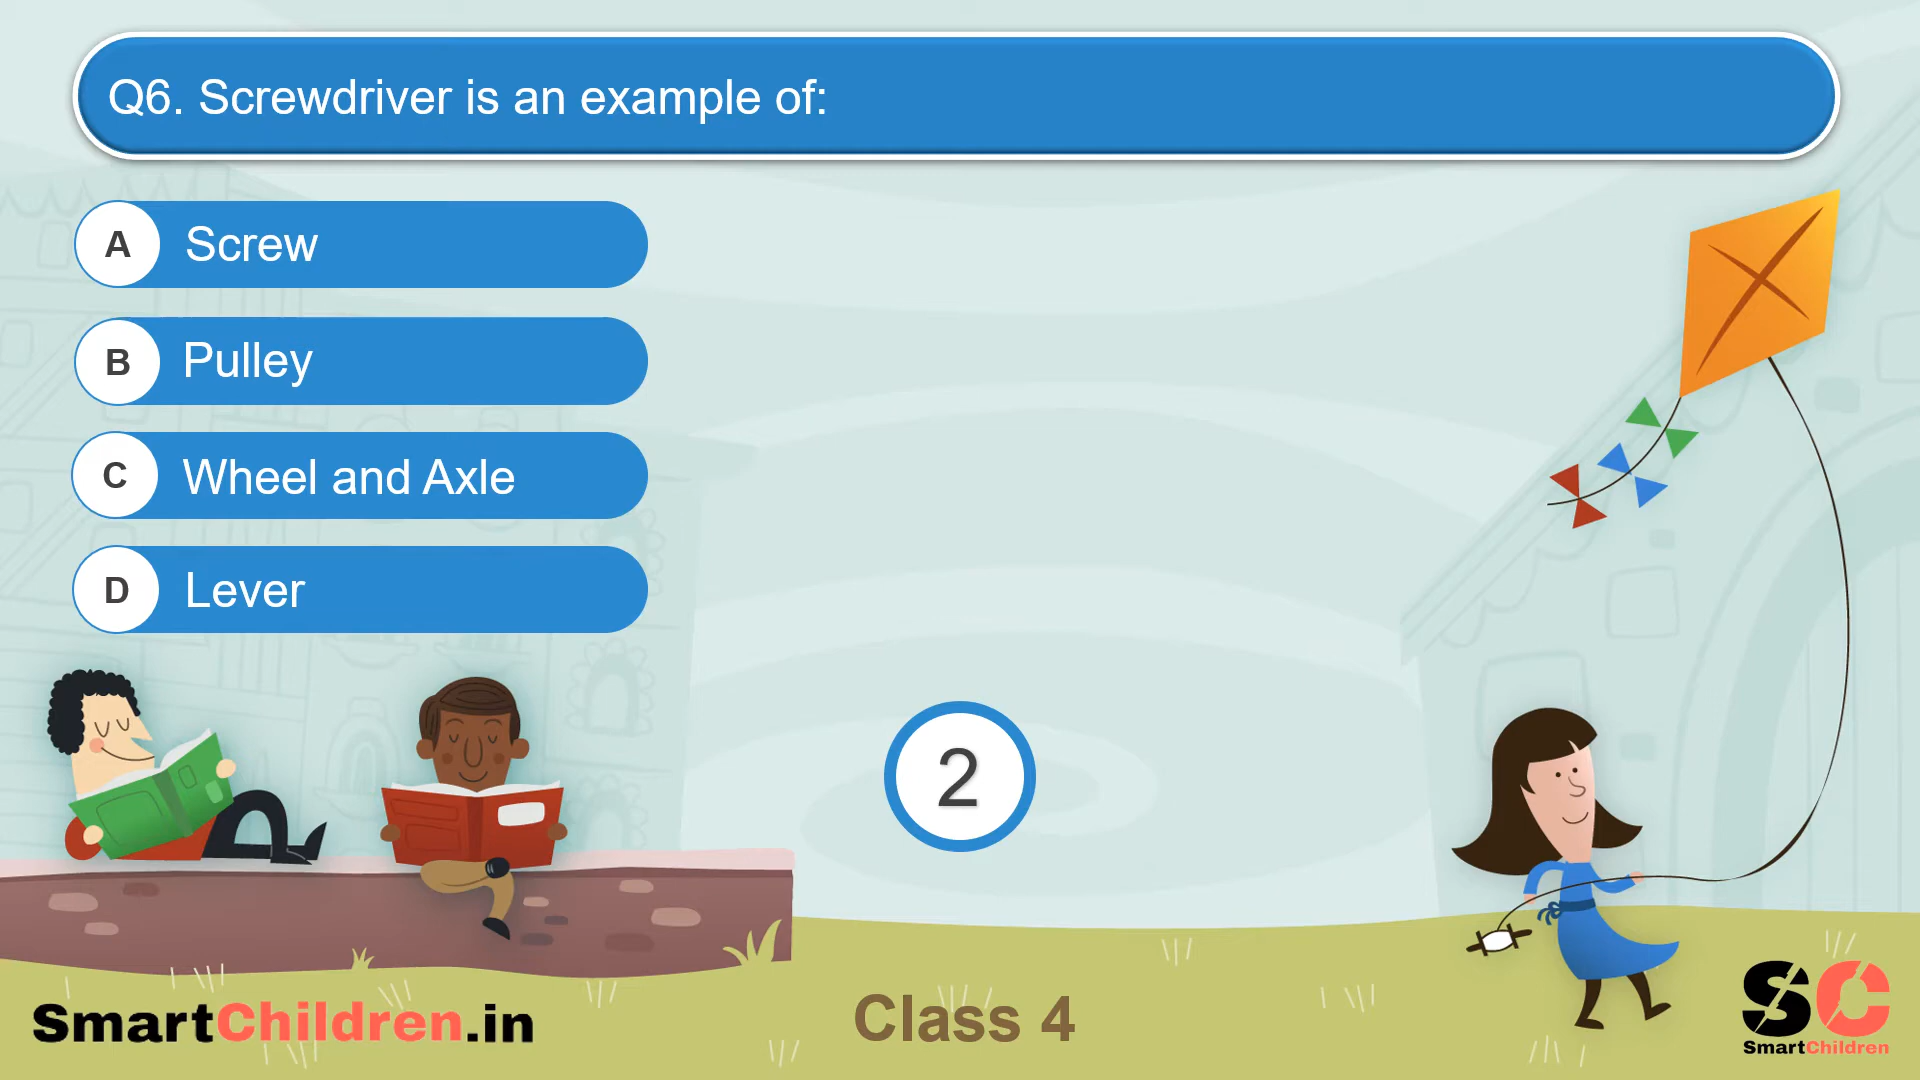 Q6. Screwdriver is an example of:
A Screw
B Pulley
C Wheel and Axle
D Lever
2
SmartChildren.in
Class 4
SC
SmartChildren